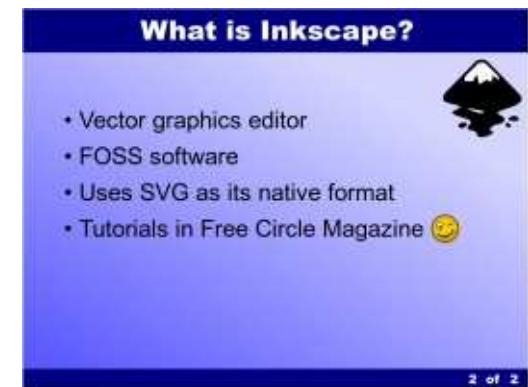 What is Inkscape?
• Vector graphics editor
• FOSS software
• Uses SVG as its native format
• Tutorials in Free Circle Magazine
2 of 2